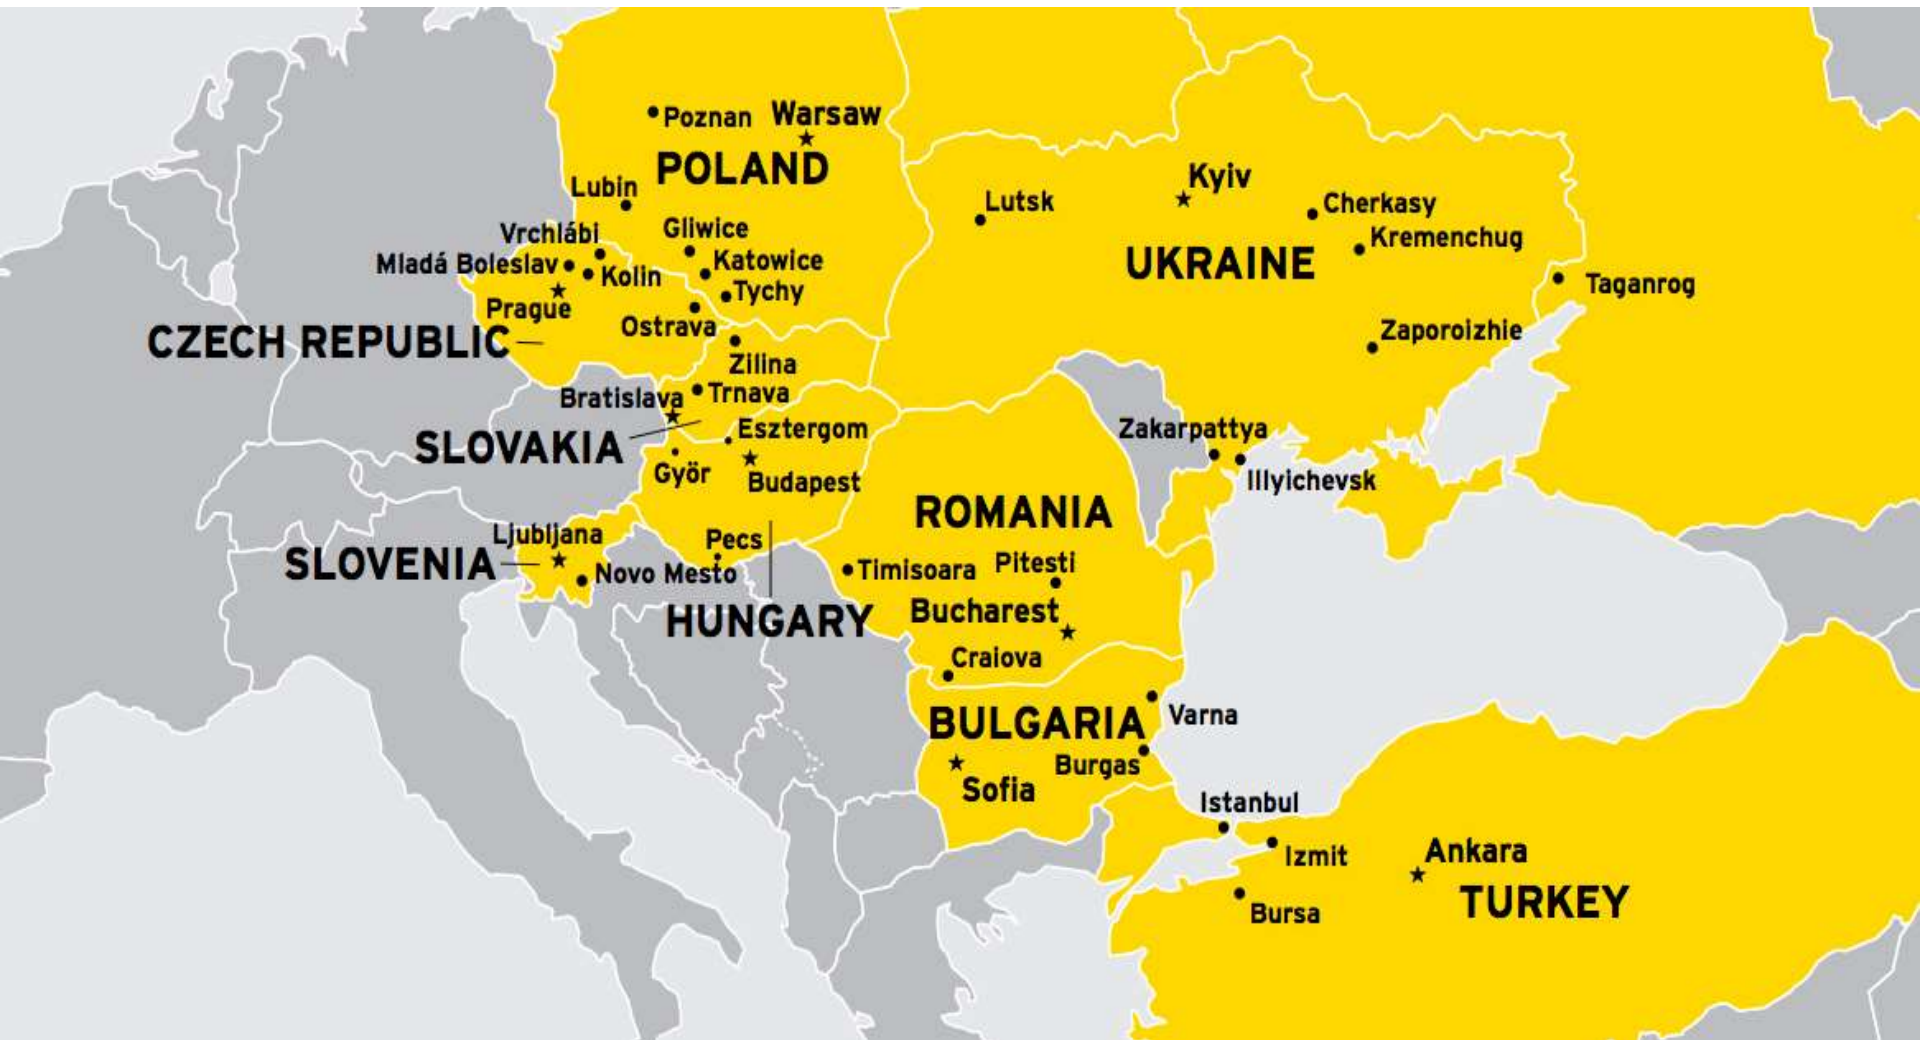 Poznan
Warsaw
POLAND
Lubin
Kyiv
Lutsk
Cherkasy
Gliwice
Vrchlábi
Kremenchug
Mladá Boleslav
Katowice
UKRAINE
Kolin
Taganrog
Tychy
Prague
Ostrava
Zaporoizhie
CZECH REPUBLIC
Zilina
Trnava
Bratislava
Esztergom
Zakarpattya
SLOVAKIA
Györ
Budapest
Illyichevsk
ROMANIA
Ljubljana
Pecs
SLOVENIA
Novo Mesto
Timisoara
Pitesti
Bucharest
HUNGARY
Craiova
BULGARIA
Varna
Burgas
Sofia
Istanbul
Izmit
Ankara
TURKEY
Bursa